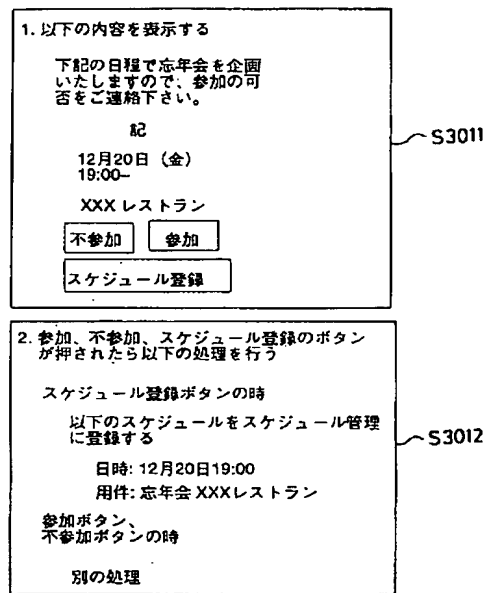 1. 以下の内容を表示する
下記の日程で忘年会を企画
いたしますので、参加の可
否をご連絡下さい。
記
12月20日 (金)
19:00–
XXX レストラン
不参加 参加
スケジュール登録
S3011
2. 参加、不参加、スケジュール登録のボタン
が押されたら以下の処理を行う
スケジュール登録ボタンの時
以下のスケジュールをスケジュール管理
に登録する
S3012
日時: 12月20日19:00
用件: 忘年会 XXXレストラン
参加ボタン、
不参加ボタンの時
別の処理